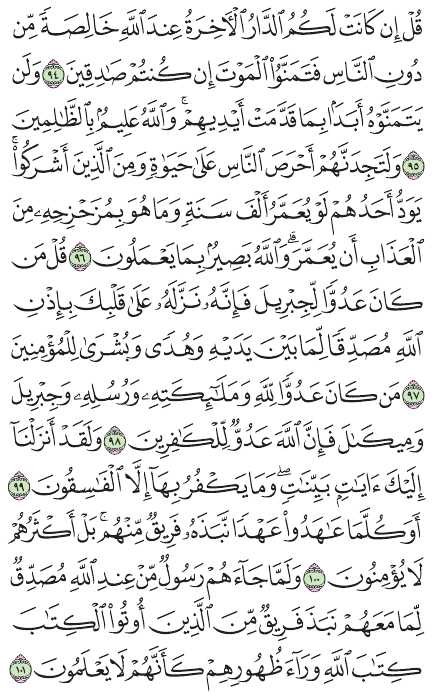 قُلْ إِن كَانَتْ لَكُمُ ٱلدَّارُ ٱلْأَخِرَةُ عِندَ ٱللَّهِ خَالِصَةً مِّن
دُونِ ٱلنَّاسِ فَتَمَنَّوُا۟ ٱلْمَوْتَ إِن كُنتُمْ صَٰدِقِينَ ٩٤ وَلَن
يَتَمَنَّوْهُ أَبَدًۢا بِمَا قَدَّمَتْ أَيْدِيهِمْ ۗ وَٱللَّهُ عَلِيمٌۢ بِٱلظَّٰلِمِينَ
٩٥ وَلَتَجِدَنَّهُمْ أَحْرَصَ ٱلنَّاسِ عَلَىٰ حَيَوٰةٍ وَمِنَ ٱلَّذِينَ أَشْرَكُوا۟ ۚ
يَوَدُّ أَحَدُهُمْ لَوْ يُعَمَّرُ أَلْفَ سَنَةٍ وَمَا هُوَ بِمُزَحْزِحِهِۦ مِنَ
ٱلْعَذَابِ أَن يُعَمَّرَ ۗ وَٱللَّهُ بَصِيرٌۢ بِمَا يَعْمَلُونَ ٩٦ قُلْ مَن
كَانَ عَدُوًّا لِّجِبْرِيلَ فَإِنَّهُۥ نَزَّلَهُۥ عَلَىٰ قَلْبِكَ بِإِذْنِ
ٱللَّهِ مُصَدِّقًا لِّمَا بَيْنَ يَدَيْهِ وَهُدًى وَبُشْرَىٰ لِلْمُؤْمِنِينَ
٩٧ مَن كَانَ عَدُوًّا لِّلَّهِ وَمَلَٰٓئِكَتِهِۦ وَرُسُلِهِۦ وَجِبْرِيلَ
وَمِيكَىٰلَ فَإِنَّ ٱللَّهَ عَدُوٌّ لِّلْكَٰفِرِينَ ٩٨ وَلَقَدْ أَنزَلْنَآ
إِلَيْكَ ءَايَٰتٍۭ بَيِّنَٰتٍ ۖ وَمَا يَكْفُرُ بِهَآ إِلَّا ٱلْفَٰسِقُونَ ٩٩
أَوَكُلَّمَا عَٰهَدُوا۟ عَهْدًا نَّبَذَهُۥ فَرِيقٌ مِّنْهُم ۚ بَلْ أَكْثَرُهُمْ
لَا يُؤْمِنُونَ ١٠٠ وَلَمَّا جَآءَهُمْ رَسُولٌ مِّنْ عِندِ ٱللَّهِ مُصَدِّقٌ
لِّمَا مَعَهُمْ نَبَذَ فَرِيقٌ مِّنَ ٱلَّذِينَ أُوتُوا۟ ٱلْكِتَٰبَ
كِتَٰبَ ٱللَّهِ وَرَآءَ ظُهُورِهِمْ كَأَنَّهُمْ لَا يَعْلَمُونَ ١٠١